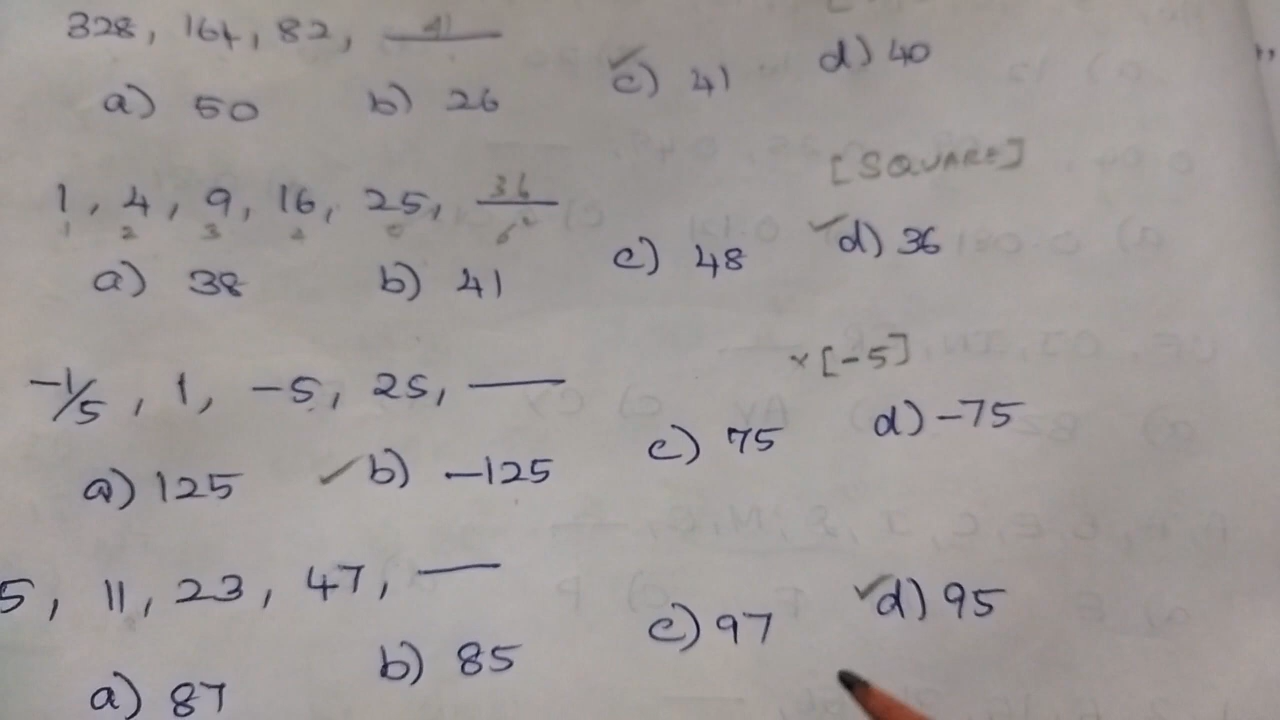 328, 164, 82, 41
a) 50 b) 26 c) 41 d) 40
[SQUARE]
1, 4, 9, 16, 25, 36
1 2 3 4 5 6²
a) 38 b) 41 c) 48 d) 36
×[-5]
-1/5, 1, -5, 25, ___
a) 125 b) -125 c) 75 d) -75
5, 11, 23, 47, ___
a) 87 b) 85 c) 97 d) 95